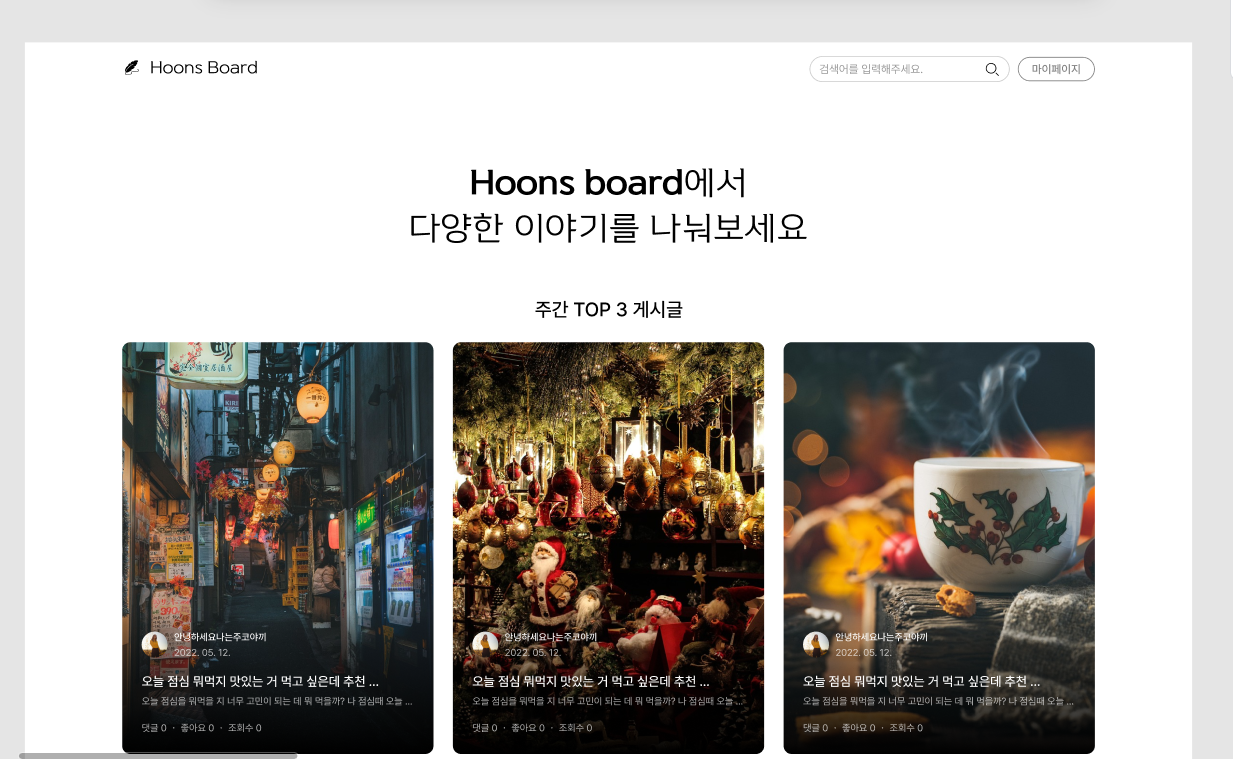 Hoons Board
검색어를 입력해주세요.
마이페이지
Hoons board에서
다양한 이야기를 나눠보세요
주간 TOP 3 게시글
KIRI
390
안녕하세요나는주코야끼
2022. 05. 12.
오늘 점심 뭐먹지 맛있는 거 먹고 싶은데 추천 ...
오늘 점심을 뭐먹을 지 너무 고민이 되는 데 뭐 먹을까? 나 점심때 오늘 ...
댓글 0 · 좋아요 0 · 조회수 0
안녕하세요나는주코야끼
2022. 05. 12.
오늘 점심 뭐먹지 맛있는 거 먹고 싶은데 추천 ...
오늘 점심을 뭐먹을 지 너무 고민이 되는 데 뭐 먹을까? 나 점심때 오늘 ...
댓글 0 · 좋아요 0 · 조회수 0
안녕하세요나는주코야끼
2022. 05. 12.
오늘 점심 뭐먹지 맛있는 거 먹고 싶은데 추천 ...
오늘 점심을 뭐먹을 지 너무 고민이 되는 데 뭐 먹을까? 나 점심때 오늘 ...
댓글 0 · 좋아요 0 · 조회수 0